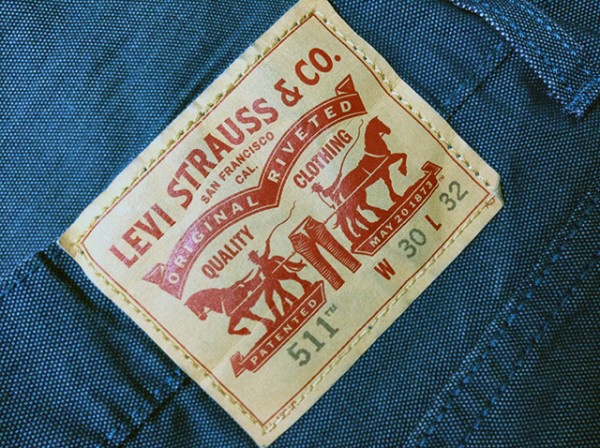 LEVI STRAUSS & CO.
SAN FRANCISCO
CAL.
ORIGINAL RIVETED
QUALITY CLOTHING
PATENTED MAY 20 1873
511™ W 30 L 32